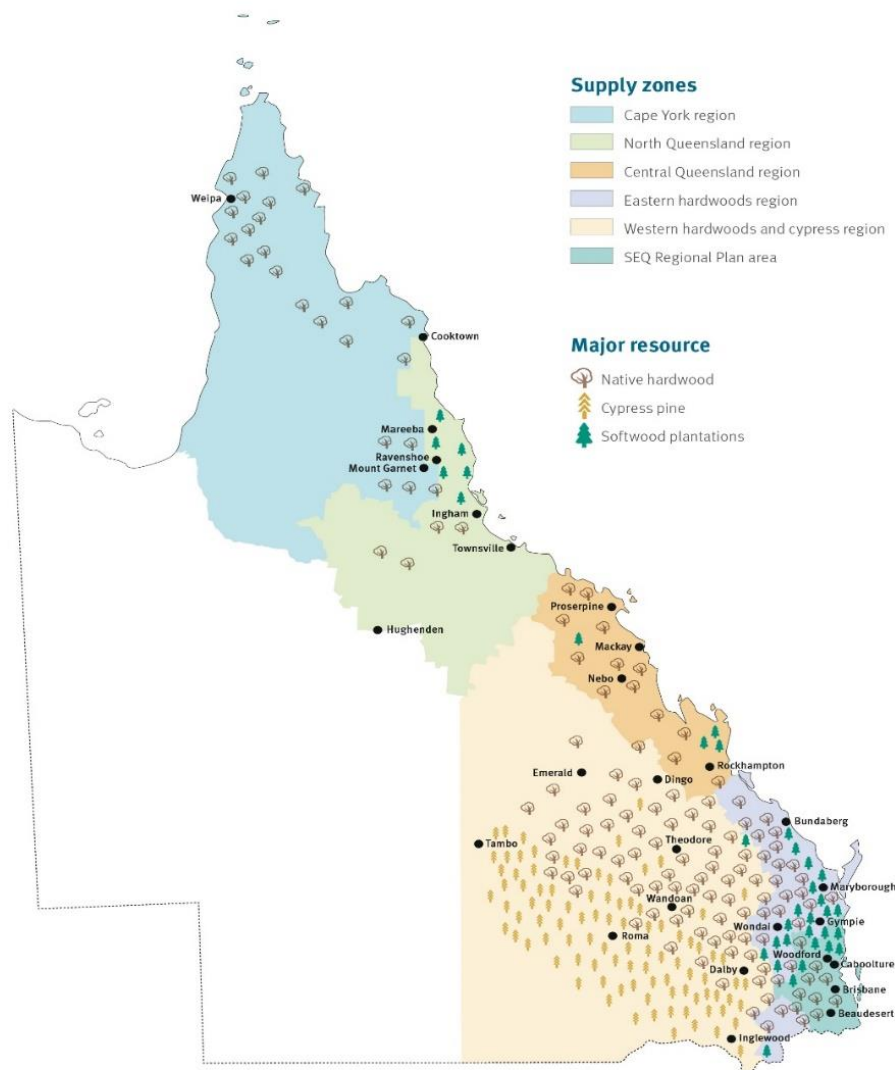 Supply zones
Cape York region
North Queensland region
Central Queensland region
Eastern hardwoods region
Western hardwoods and cypress region
SEQ Regional Plan area
Major resource
Native hardwood
Cypress pine
Softwood plantations
Weipa
Cooktown
Mareeba
Ravenshoe
Mount Garnet
Ingham
Townsville
Hughenden
Proserpine
Mackay
Nebo
Rockhampton
Emerald
Dingo
Bundaberg
Tambo
Theodore
Maryborough
Wandoan
Wondai
Gympie
Roma
Woodford
Caboolture
Dalby
Brisbane
Beaudesert
Inglewood